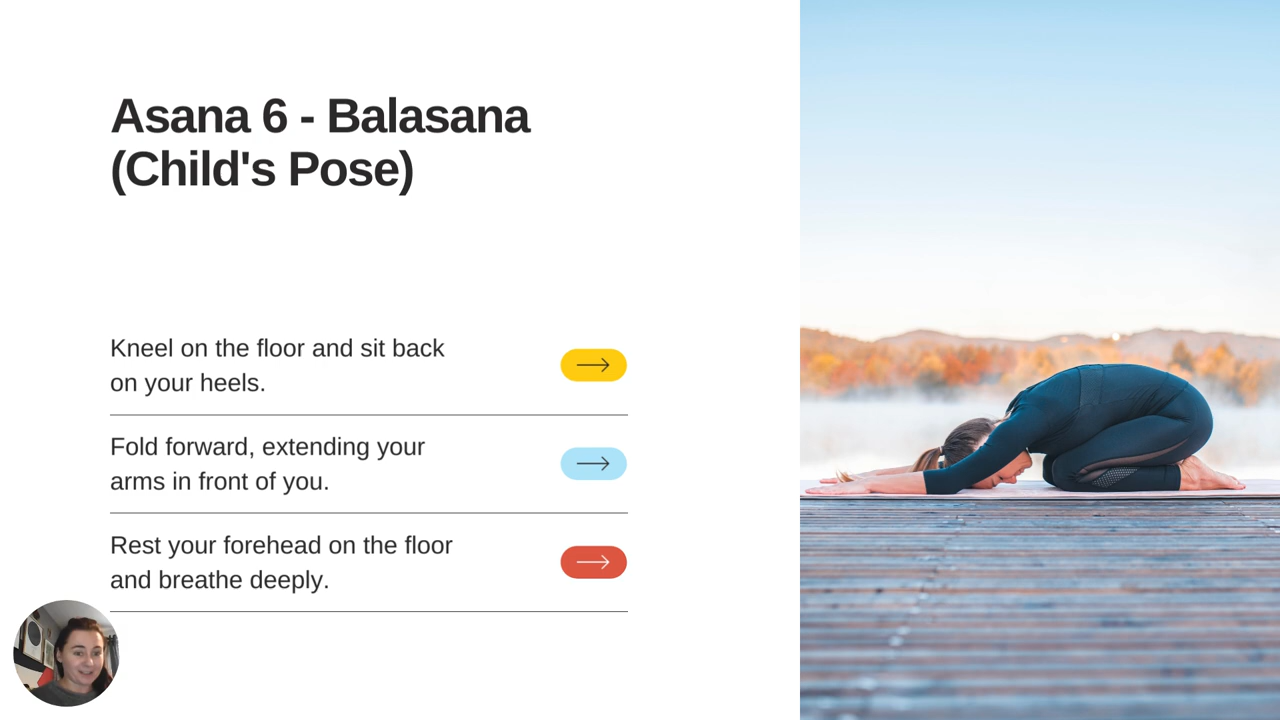 Asana 6 - Balasana
(Child's Pose)
Kneel on the floor and sit back
on your heels.
Fold forward, extending your
arms in front of you.
Rest your forehead on the floor
and breathe deeply.